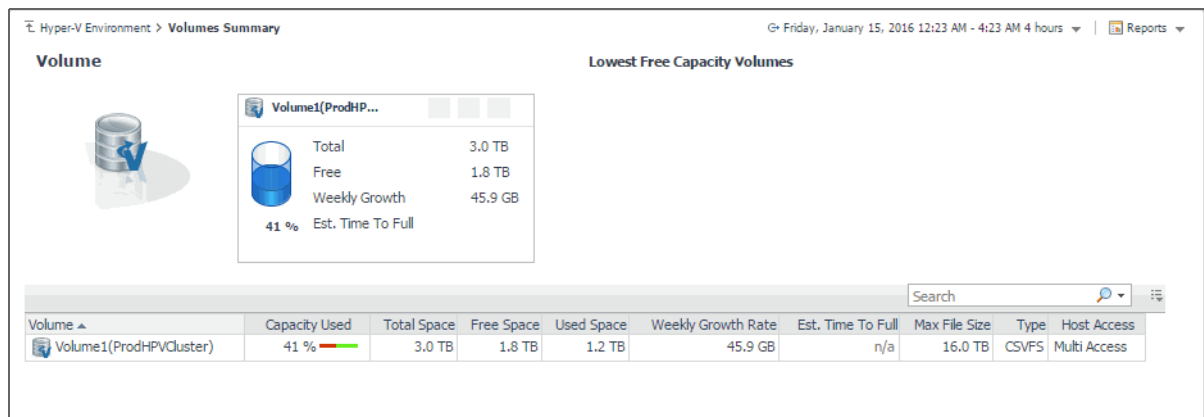 Hyper-V Environment > Volumes Summary
Friday, January 15, 2016 12:23 AM - 4:23 AM 4 hours
Reports
Volume
Lowest Free Capacity Volumes
Volume1(ProdHP...
Total 3.0 TB
Free 1.8 TB
Weekly Growth 45.9 GB
41 % Est. Time To Full
Search
Volume Capacity Used Total Space Free Space Used Space Weekly Growth Rate Est. Time To Full Max File Size Type Host Access
Volume1(ProdHPVCluster) 41 % 3.0 TB 1.8 TB 1.2 TB 45.9 GB n/a 16.0 TB CSVFS Multi Access